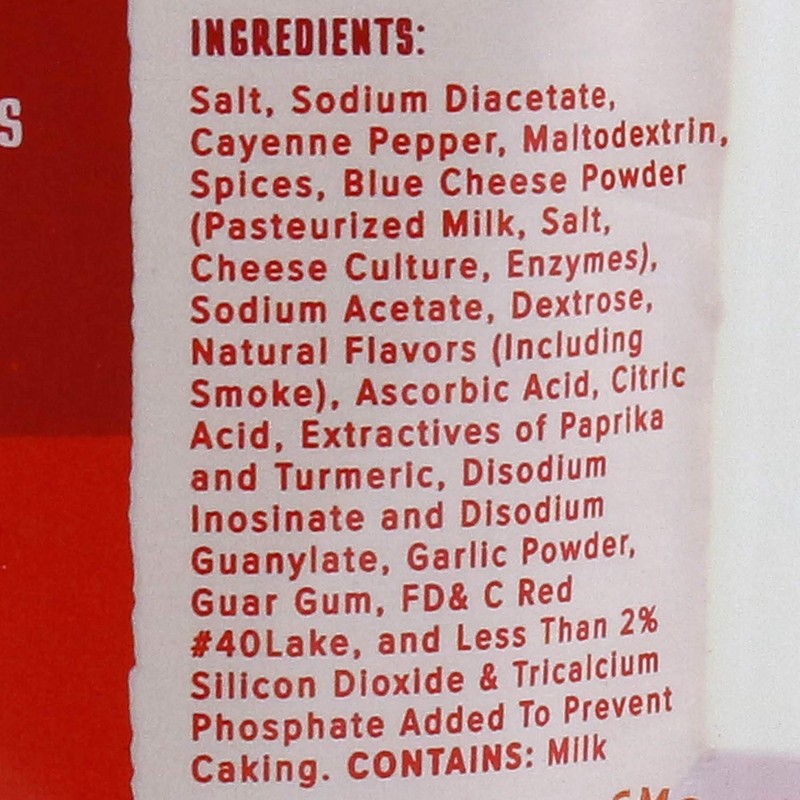 INGREDIENTS:
Salt, Sodium Diacetate,
Cayenne Pepper, Maltodextrin,
Spices, Blue Cheese Powder
(Pasteurized Milk, Salt,
Cheese Culture, Enzymes),
Sodium Acetate, Dextrose,
Natural Flavors (Including
Smoke), Ascorbic Acid, Citric
Acid, Extractives of Paprika
and Turmeric, Disodium
Inosinate and Disodium
Guanylate, Garlic Powder,
Guar Gum, FD& C Red
#40Lake, and Less Than 2%
Silicon Dioxide & Tricalcium
Phosphate Added To Prevent
Caking. CONTAINS: Milk
S